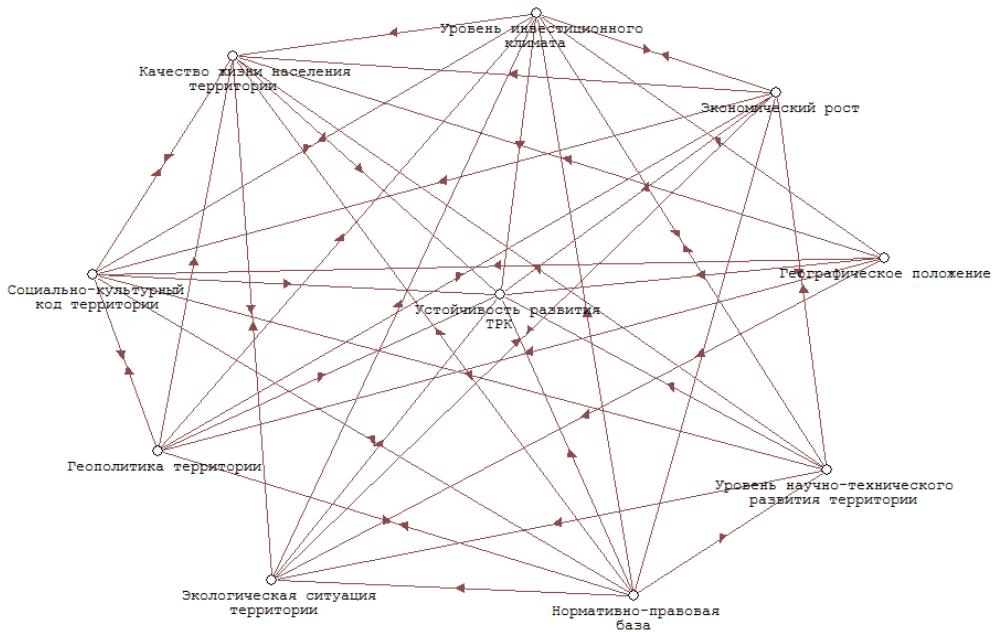 Уровень инвестиционного
климата
Качество жизни населения
территории
Экономический рост
Географическое положение
Социально-культурный
код территории
Устойчивость развития
ТРК
Геополитика территории
Уровень научно-технического
развития территории
Экологическая ситуация
территории
Нормативно-правовая
база